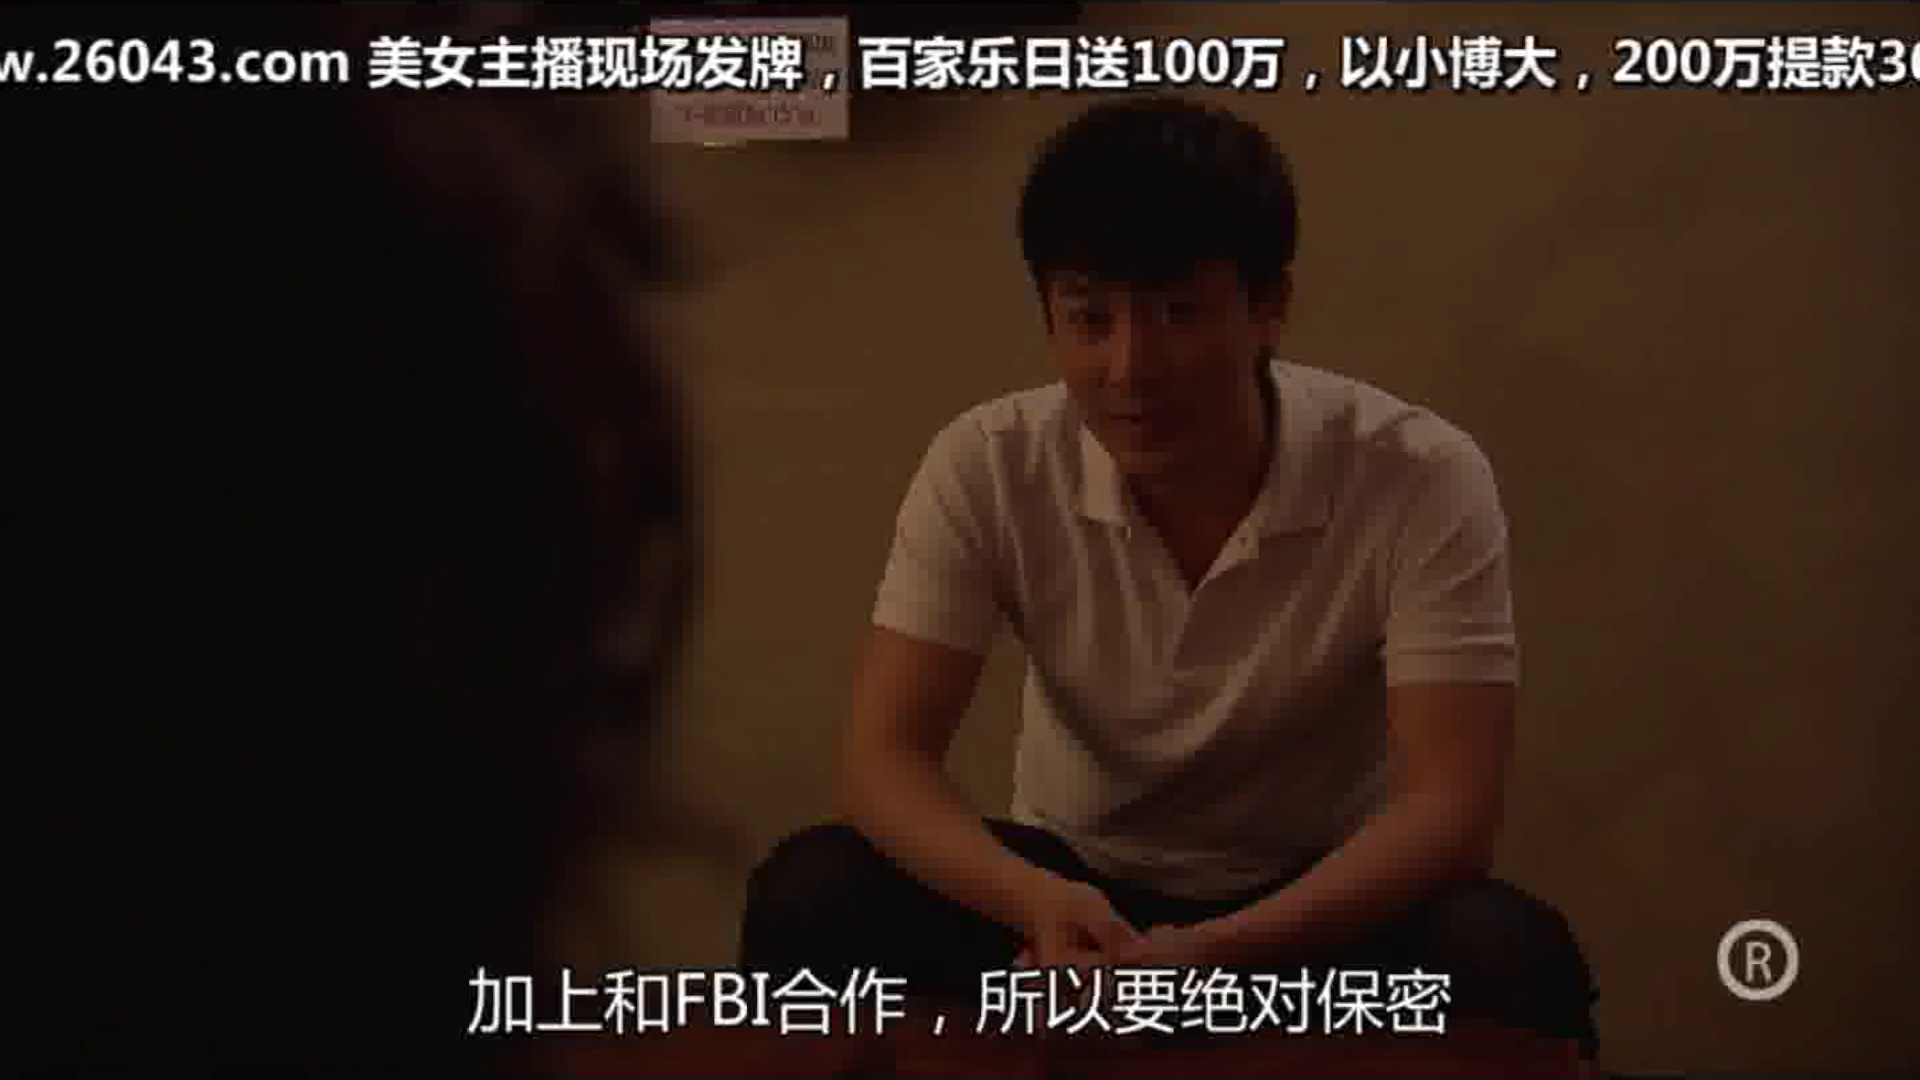 w.26043.com 美女主播现场发牌，百家乐日送100万，以小博大，200万提款30
加上和FBI合作，所以要绝对保密
®